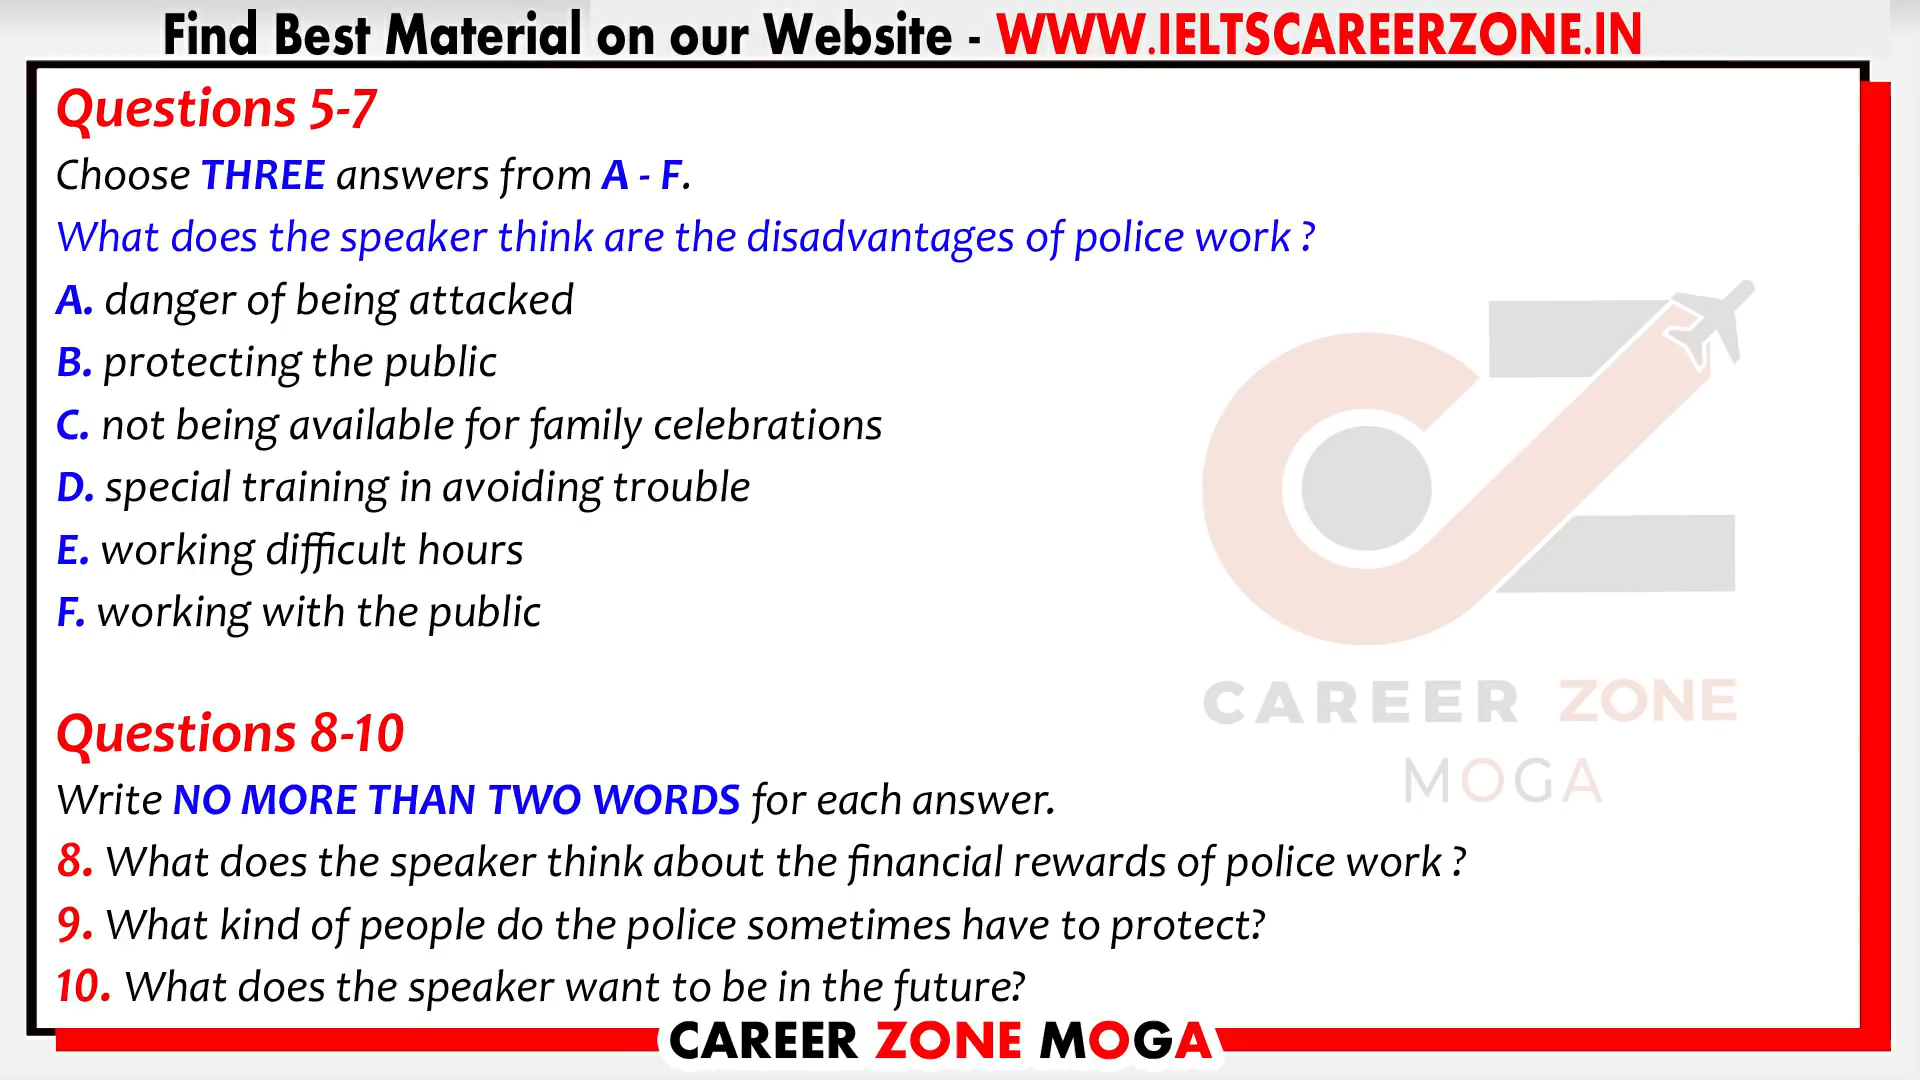 Find Best Material on our Website - WWW.IELTSCAREERZONE.IN
Questions 5-7
Choose THREE answers from A - F.
What does the speaker think are the disadvantages of police work ?
A. danger of being attacked
B. protecting the public
C. not being available for family celebrations
D. special training in avoiding trouble
E. working difficult hours
F. working with the public
CAREER ZONE
MOGA
Questions 8-10
Write NO MORE THAN TWO WORDS for each answer.
8. What does the speaker think about the financial rewards of police work ?
9. What kind of people do the police sometimes have to protect?
10. What does the speaker want to be in the future?
CAREER ZONE MOGA